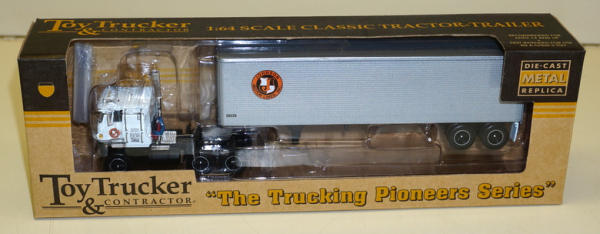 Toy Trucker
& CONTRACTOR
1:64 SCALE CLASSIC TRACTOR-TRAILER
DIE-CAST
METAL
REPLICA
Toy Trucker
& CONTRACTOR
"The Trucking Pioneers Series"